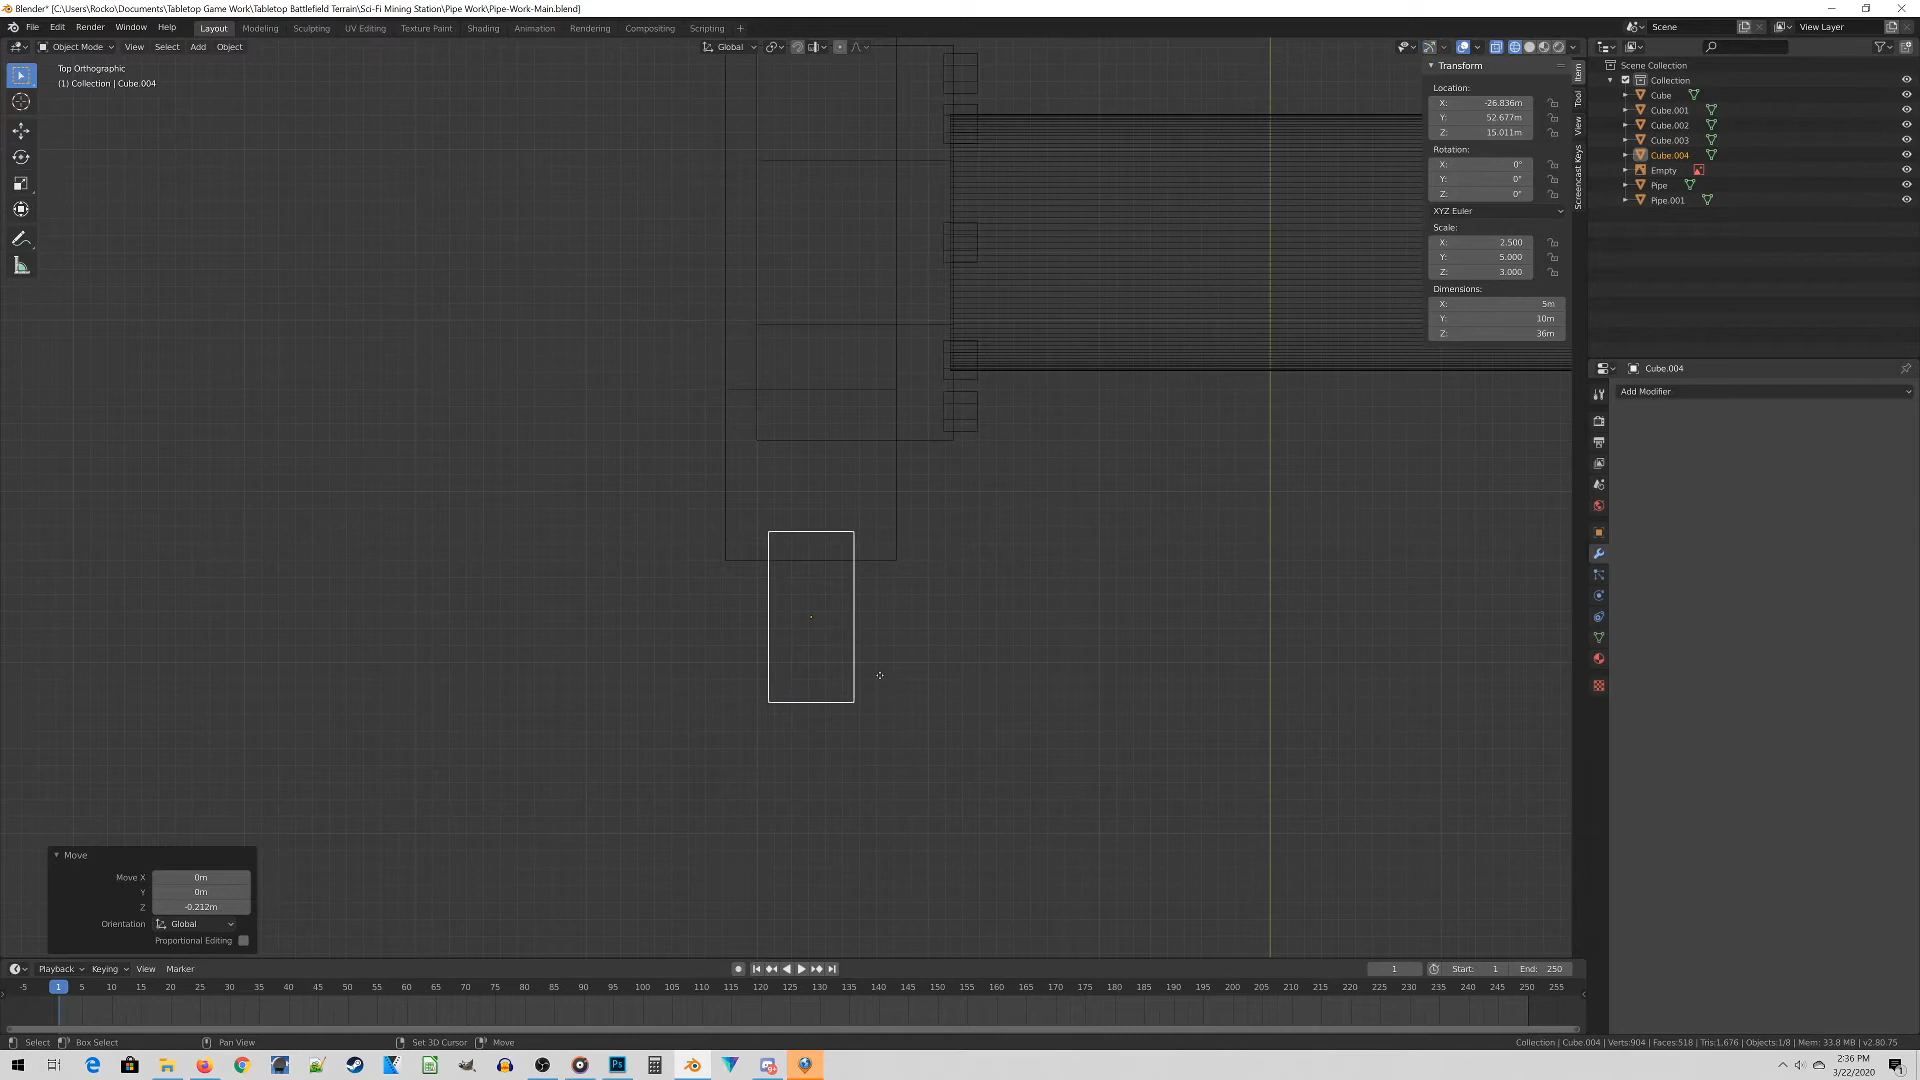 Blender* [C:\Users\Rocko\Documents\Tabletop Game Work\Tabletop Battlefield Terrain\Sci-Fi Mining Station\Pipe Work\Pipe-Work-Main.blend]
File Edit Render Window Help Layout Modeling Sculpting UV Editing Texture Paint Shading Animation Rendering Compositing Scripting + Scene View Layer
Object Mode View Select Add Object Global
Top Orthographic
(1) Collection | Cube.004
Transform
Location:
X: -26.836m
Y: 52.677m
Z: 15.011m
Rotation:
X: 0°
Y: 0°
Z: 0°
XYZ Euler
Scale:
X: 2.500
Y: 5.000
Z: 3.000
Dimensions:
X: 5m
Y: 10m
Z: 36m
Item
Tool
View
Screencast Keys
Scene Collection
Collection
Cube
Cube.001
Cube.002
Cube.003
Cube.004
Empty
Pipe
Pipe.001
Cube.004
Add Modifier
Move
Move X 0m
Y 0m
Z -0.212m
Orientation Global
Proportional Editing
Playback Keying View Marker 1 Start: 1 End: 250
-5 1 5 10 15 20 25 30 35 40 45 50 55 60 65 70 75 80 85 90 95 100 105 110 115 120 125 130 135 140 145 150 155 160 165 170 175 180 185 190 195 200 205 210 215 220 225 230 235 240 245 250 255
Select Box Select Pan View Set 3D Cursor Move Collection | Cube.004 | Verts:904 | Faces:518 | Tris:1,676 | Objects:1/8 | Mem: 33.8 MB | v2.80.75
2:36 PM
3/22/2020